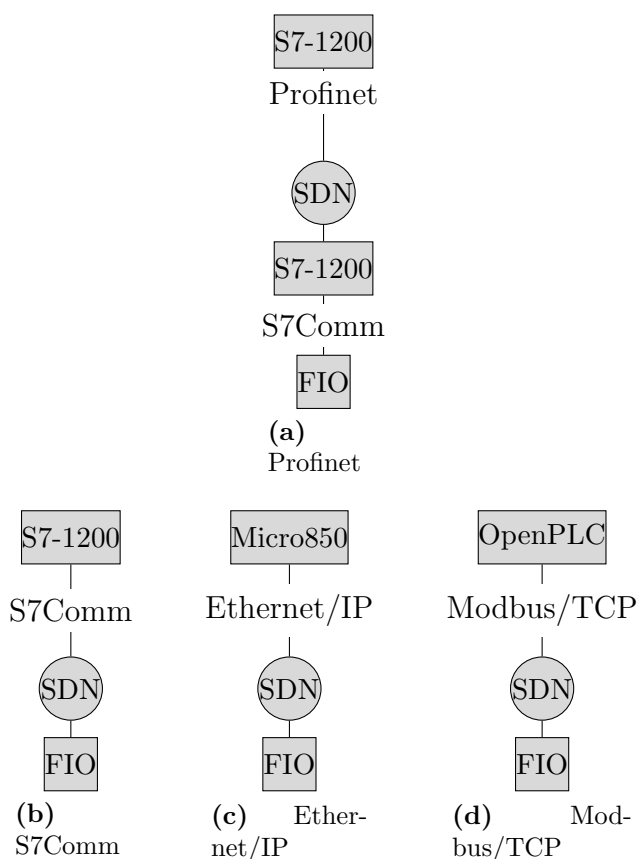 S7-1200
Profinet
SDN
S7-1200
S7Comm
FIO
(a)
Profinet
S7-1200
S7Comm
SDN
FIO
(b)
S7Comm
Micro850
Ethernet/IP
SDN
FIO
(c) Ether-
net/IP
OpenPLC
Modbus/TCP
SDN
FIO
(d) Mod-
bus/TCP